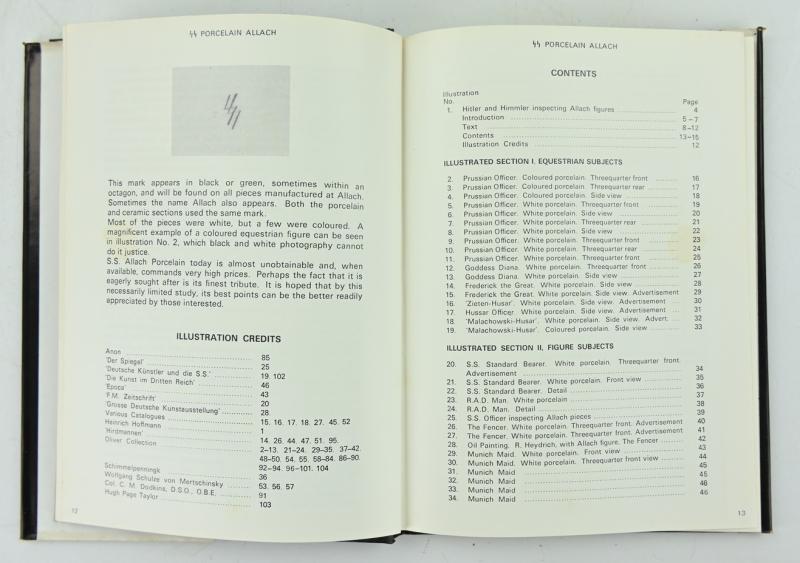 ᛋᛋ PORCELAIN ALLACH
ᛋᛋ
This mark appears in black or green, sometimes within an
octagon, and will be found on all pieces manufactured at Allach.
Sometimes the name Allach also appears. Both the porcelain
and ceramic sections used the same mark.
Most of the pieces were white, but a few were coloured. A
magnificent example of a coloured equestrian figure can be seen
in illustration No. 2, which black and white photography cannot
do it justice.
S.S. Allach Porcelain today is almost unobtainable and, when
available, commands very high prices. Perhaps the fact that it is
eagerly sought after is its finest tribute. It is hoped that by this
necessarily limited study, its best points can be the better readily
appreciated by those interested.
ILLUSTRATION CREDITS
Anon 85
'Der Spiegel' 25
'Deutsche Künstler und die S.S.' 19. 102
'Die Kunst im Dritten Reich' 46
'Epoca' 43
'F.M. Zeitschrift' 20
'Grosse Deutsche Kunstausstellung' 28.
Various Catalogues 15. 16. 17. 18. 27. 45. 52
Heinrich Hoffmann 1.
'Hirdmannen' 14. 26. 44. 47. 51. 95.
Oliver Collection 2–13. 21–24. 29–35. 37–42.
48–50. 54. 55. 58–84. 86–90.
92–94. 96–101. 104
Schimmelpenningk 36
Wolfgang Schulze von Mertschinsky 53. 56. 57
Col. C. M. Dodkins, D.S.O., O.B.E. 91
Hugh Page Taylor 103
12
ᛋᛋ PORCELAIN ALLACH
CONTENTS
Illustration
No. Page
1. Hitler and Himmler inspecting Allach figures 4
Introduction 5–7
Text 8–12
Contents 13–15
Illustration Credits 12
ILLUSTRATED SECTION I. EQUESTRIAN SUBJECTS
2. Prussian Officer. Coloured porcelain. Threequarter front 16
3. Prussian Officer. Coloured porcelain. Threequarter rear 17
4. Prussian Officer. Coloured porcelain. Side view 18
5. Prussian Officer. White porcelain. Threequarter front 19
6. Prussian Officer. White porcelain. Side view 20
7. Prussian Officer. White porcelain. Threequarter rear 21
8. Prussian Officer. White porcelain. Side view 22
9. Prussian Officer. White porcelain. Threequarter front 23
10. Prussian Officer. White porcelain. Threequarter rear 24
11. Prussian Officer. White porcelain. Threequarter front 25
12. Goddess Diana. White porcelain. Threequarter front 26
13. Goddess Diana. White porcelain. Side view 27
14. Frederick the Great. White porcelain. Side view 28
15. Frederick the Great. White porcelain. Side view. Advertisement 29
16. 'Zieten-Husar'. White porcelain. Side view. Advertisement 30
17. Hussar Officer. White porcelain. Side view. Advertisement 31
18. 'Malachowski-Husar'. White porcelain. Side view. Advert. 32
19. 'Malachowski-Husar'. Coloured porcelain. Side view 33
ILLUSTRATED SECTION II. FIGURE SUBJECTS
20. S.S. Standard Bearer. White porcelain. Threequarter front.
Advertisement 34
21. S.S. Standard Bearer. White porcelain. Front view 35
22. S.S. Standard Bearer. Detail 36
23. R.A.D. Man. White porcelain 37
24. R.A.D. Man. Detail 38
25. S.S. Officer inspecting Allach pieces 39
26. The Fencer. White porcelain. Threequarter front. Advertisement 40
27. The Fencer. White porcelain. Threequarter front. Advertisement 41
28. Oil Painting. R. Heydrich, with Allach figure, The Fencer 42
29. Munich Maid. White porcelain. Front view 43
30. Munich Maid. White porcelain. Threequarter front view 44
31. Munich Maid 45
32. Munich Maid 45
33. Munich Maid 46
34. Munich Maid 46
13